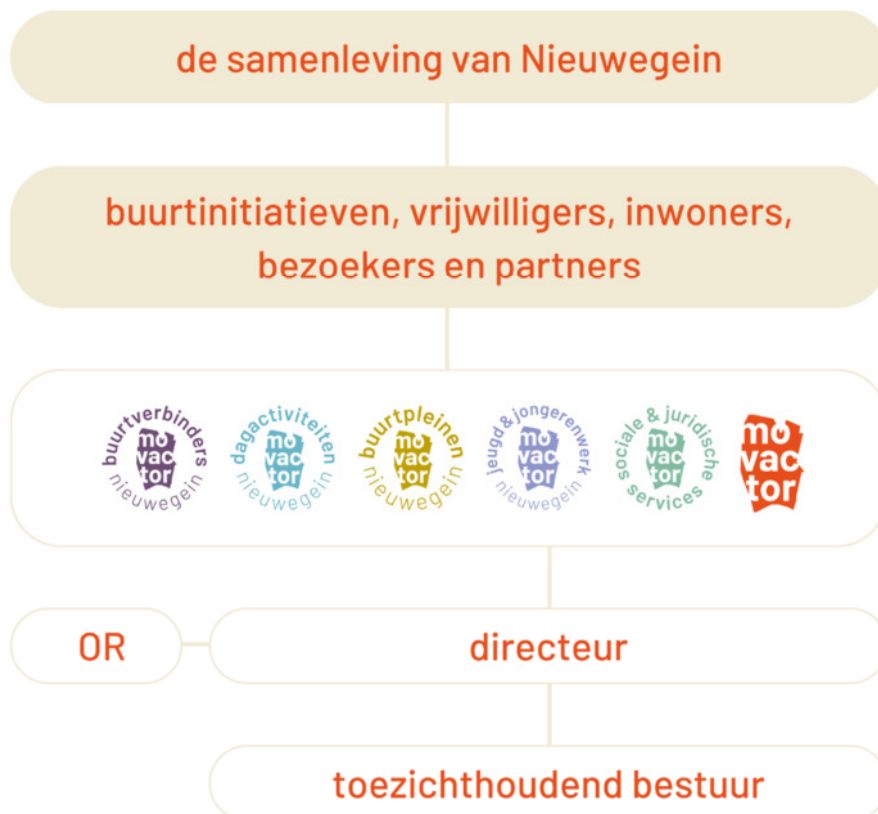 de samenleving van Nieuwegein
buurtinitiatieven, vrijwilligers, inwoners,
bezoekers en partners
buurtverbinders
mo
vac
tor
nieuwegein
dagactiviteiten
mo
vac
tor
nieuwegein
buurtpleinen
mo
vac
tor
nieuwegein
jeugd & jongerenwerk
mo
vac
tor
nieuwegein
sociale & juridische
mo
vac
tor
services
mo
vac
tor
OR
directeur
toezichthoudend bestuur